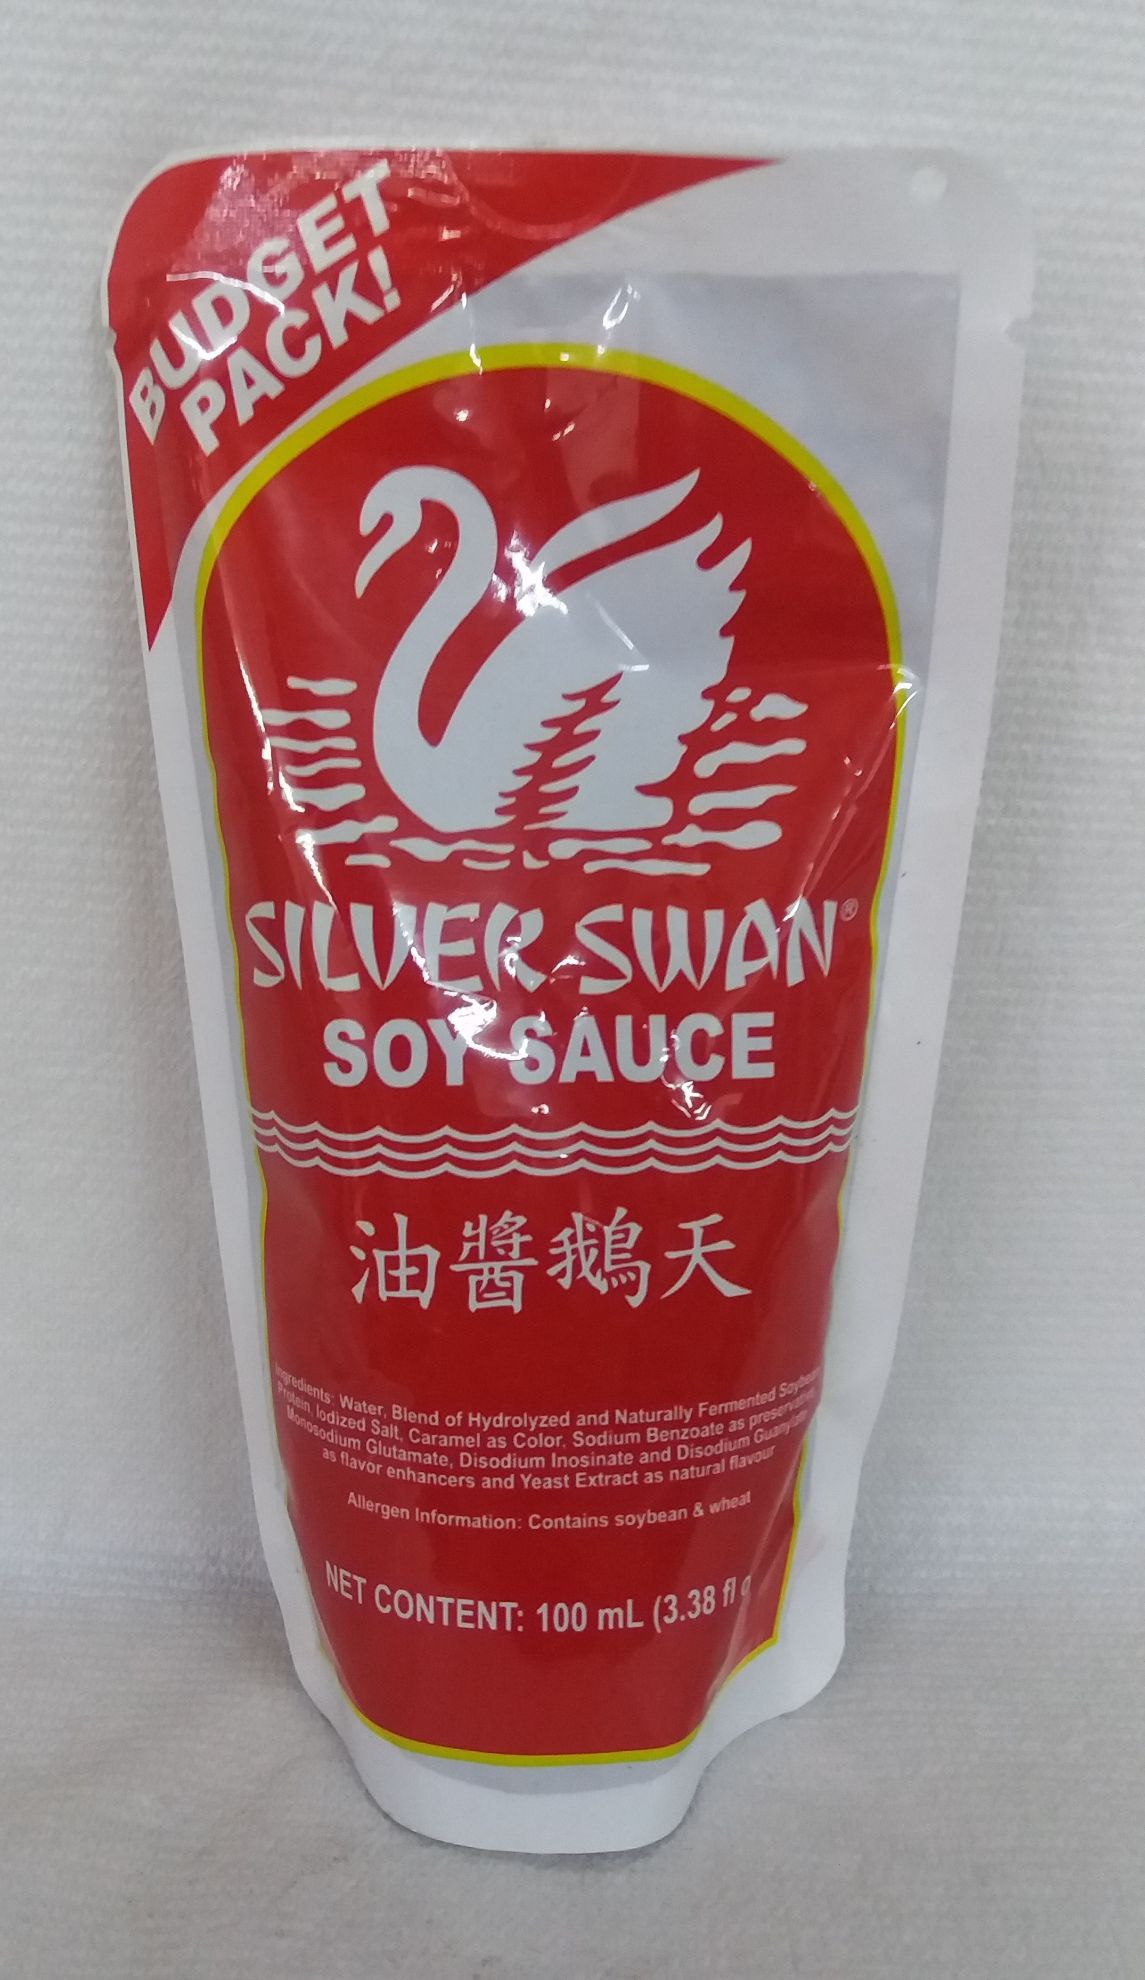 BUDGET
PACK!
SILVER SWAN®
SOY SAUCE
油醬鵝天
Ingredients: Water, Blend of Hydrolyzed and Naturally Fermented Soybean
Protein, Iodized Salt, Caramel as Color, Sodium Benzoate as preservative,
Monosodium Glutamate, Disodium Inosinate and Disodium Guanylate
as flavor enhancers and Yeast Extract as natural flavour
Allergen Information: Contains soybean & wheat
NET CONTENT: 100 mL (3.38 fl